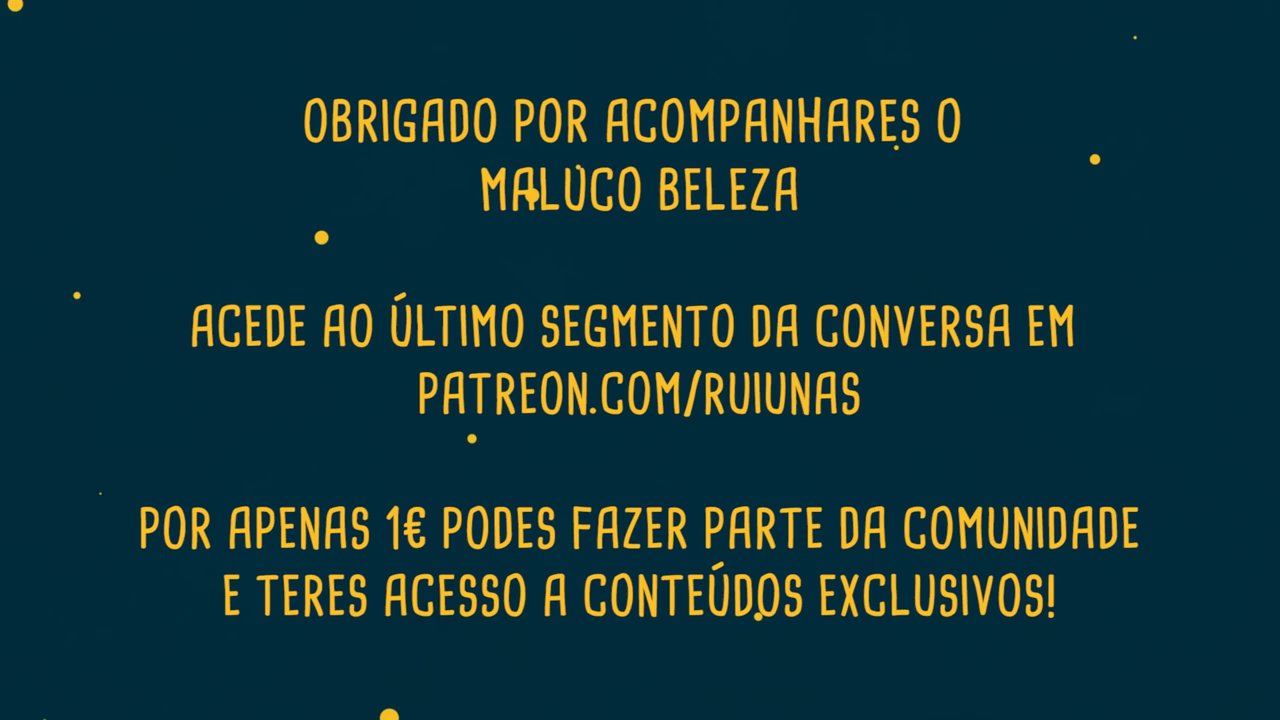 OBRIGADO POR ACOMPANHARES O
MALUCO BELEZA
ACEDE AO ÚLTIMO SEGMENTO DA CONVERSA EM
PATREON.COM/RUIUNAS
POR APENAS 1€ PODES FAZER PARTE DA COMUNIDADE
E TERES ACESSO A CONTEÚDOS EXCLUSIVOS!